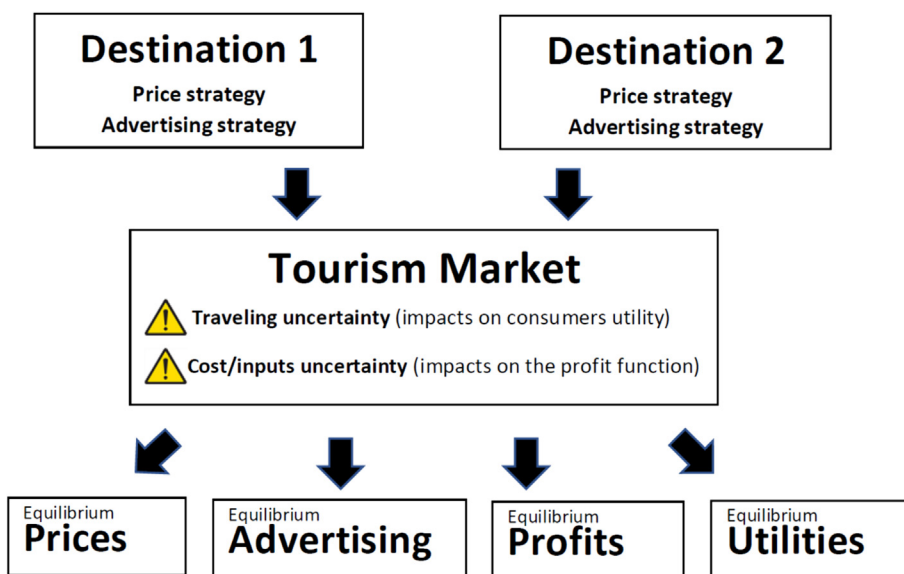 Destination 1
Price strategy
Advertising strategy
Destination 2
Price strategy
Advertising strategy
Tourism Market
Traveling uncertainty (impacts on consumers utility)
Cost/inputs uncertainty (impacts on the profit function)
Equilibrium
Prices
Equilibrium
Advertising
Equilibrium
Profits
Equilibrium
Utilities